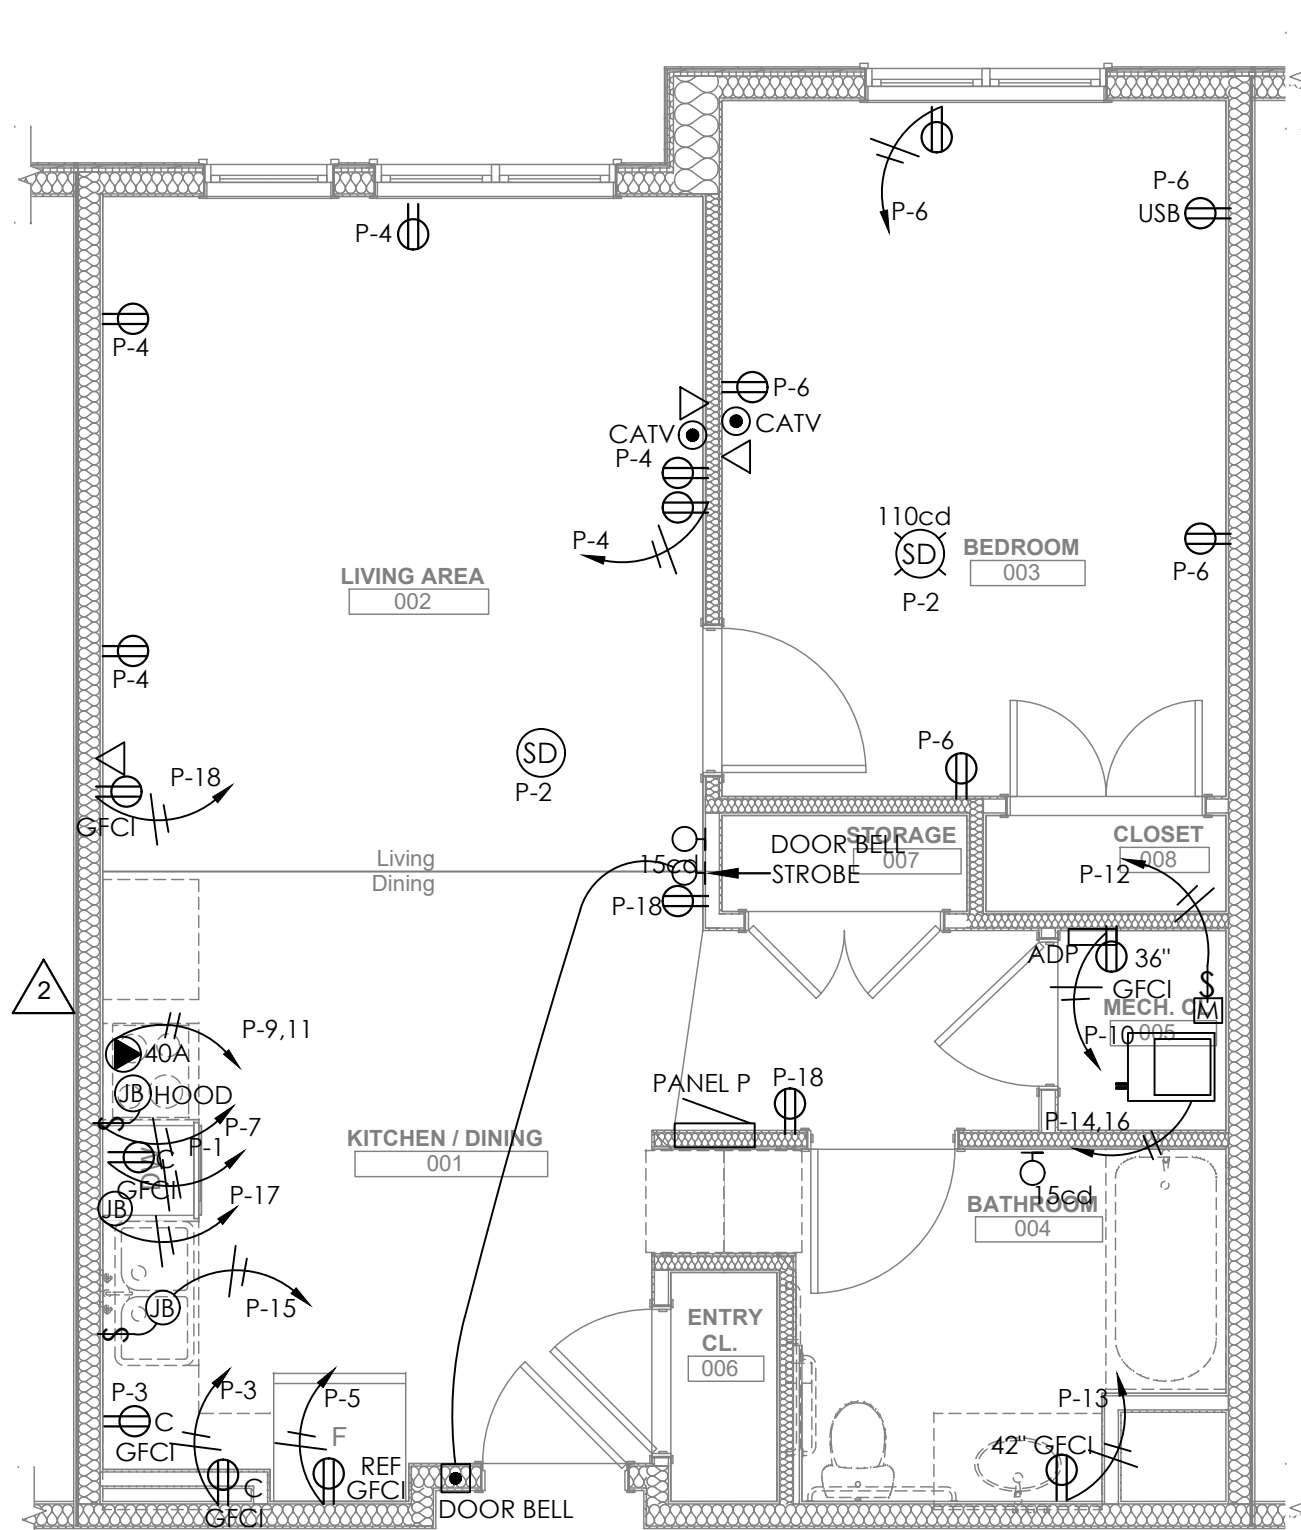 P-6
P-6
USB
P-6
P-4
P-4
P-6
CATV
CATV
P-4
110cd
SD
P-4
BEDROOM
003
P-6
P-2
LIVING AREA
002
P-4
P-6
SD
P-2
P-18
GFCI
STORAGE
007
CLOSET
008
DOOR BELL
STROBE
15cd
Living
Dining
P-12
P-18
ADP
36"
GFCI
S
M
MECH. C
005
P-10
2
P-9,11
40A
JB
HOOD
S
P-7
P-1
C
GFCI
JB
P-17
PANEL P
P-18
P-14,16
KITCHEN / DINING
001
15cd
BATHROOM
004
JB
P-15
S
ENTRY
CL.
006
P-3
C
GFCI
P-3
P-5
F
REF
GFCI
C
GFCI
DOOR BELL
P-13
42" GFCI